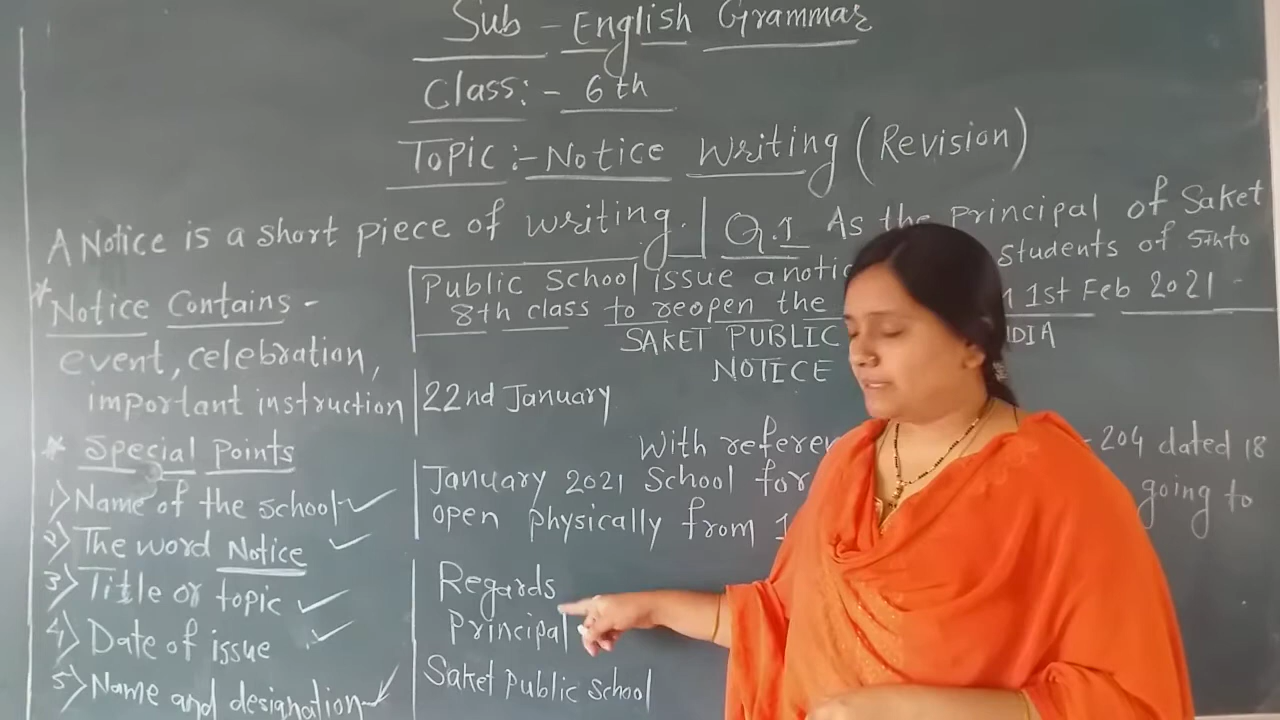 Sub - English Grammar
Class:- 6th
Topic:- Notice Writing (Revision)
A Notice is a short piece of writing.
* Notice Contains -
event, celebration,
important instruction
* Special Points
1) Name of the school ✓
2) The word Notice ✓
3) Title or topic ✓
4) Date of issue ✓
5) Name and designation ✓
Q.1 As the Principal of Saket
Public School issue a students of 5th to
8th class to reopen the 1st Feb 2021 -
SAKET PUBLIC
NOTICE
22nd January
With 204 dated 18
January 2021 School for going to
open physically from
Regards
Principal
Saket Public School